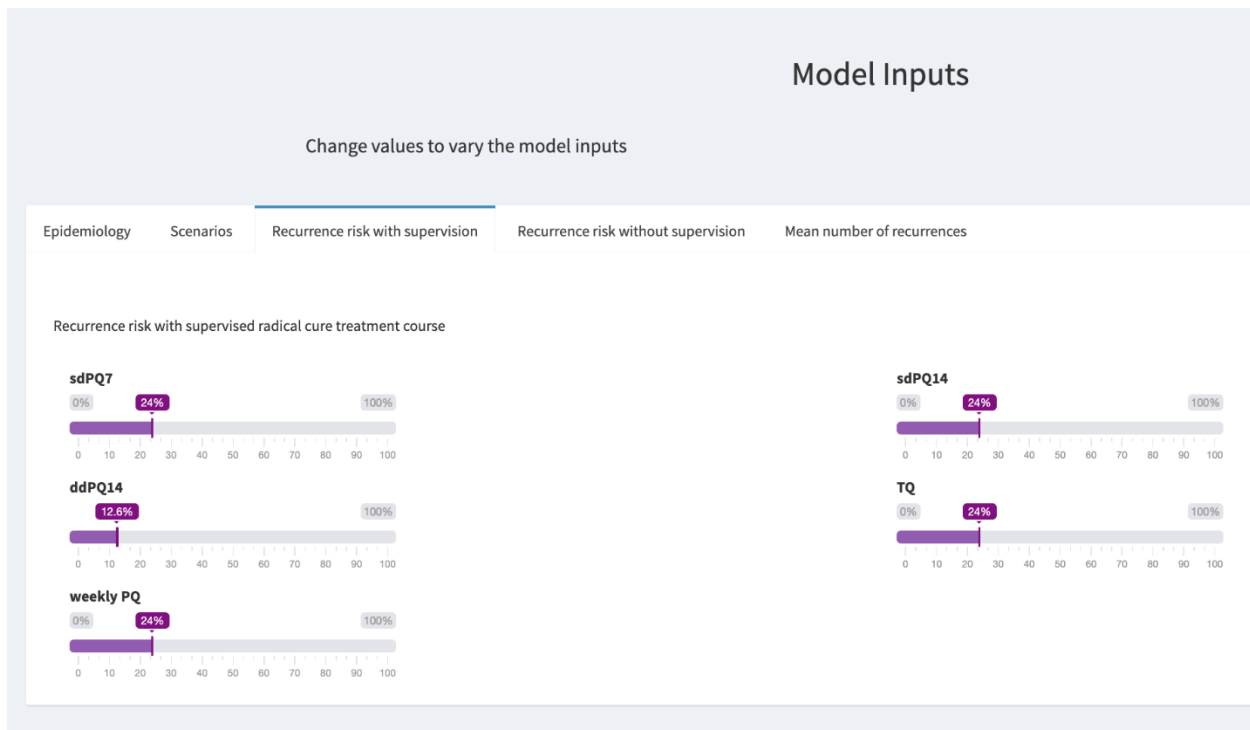 Model Inputs
Change values to vary the model inputs
Epidemiology Scenarios Recurrence risk with supervision Recurrence risk without supervision Mean number of recurrences
Recurrence risk with supervised radical cure treatment course
sdPQ7
0% 24% 100%
0 10 20 30 40 50 60 70 80 90 100
sdPQ14
0% 24% 100%
0 10 20 30 40 50 60 70 80 90 100
ddPQ14
12.6% 100%
0 10 20 30 40 50 60 70 80 90 100
TQ
0% 24% 100%
0 10 20 30 40 50 60 70 80 90 100
weekly PQ
0% 24% 100%
0 10 20 30 40 50 60 70 80 90 100